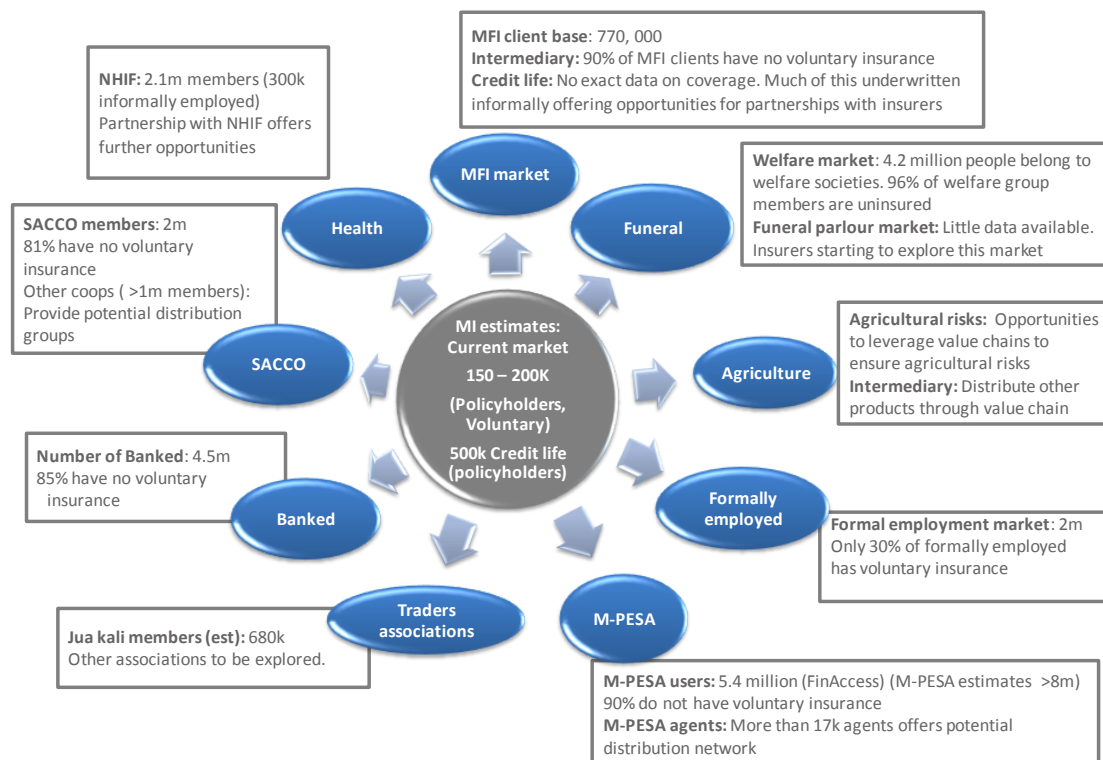 MFI client base: 770, 000
Intermediary: 90% of MFI clients have no voluntary insurance
Credit life: No exact data on coverage. Much of this underwritten
informally offering opportunities for partnerships with insurers
NHIF: 2.1m members (300k
informally employed)
Partnership with NHIF offers
further opportunities
MFI market
Welfare market: 4.2 million people belong to
welfare societies. 96% of welfare group
members are uninsured
Funeral parlour market: Little data available.
Insurers starting to explore this market
Health
Funeral
SACCO members: 2m
81% have no voluntary
insurance
Other coops ( >1m members):
Provide potential distribution
groups
SACCO
MI estimates:
Current market
150 – 200K
(Policyholders,
Voluntary)
500k Credit life
(policyholders)
Agricultural risks: Opportunities
to leverage value chains to
ensure agricultural risks
Intermediary: Distribute other
products through value chain
Agriculture
Number of Banked: 4.5m
85% have no voluntary
insurance
Banked
Formally
employed
Formal employment market: 2m
Only 30% of formally employed
has voluntary insurance
Traders
associations
M-PESA
Jua kali members (est): 680k
Other associations to be explored.
M-PESA users: 5.4 million (FinAccess) (M-PESA estimates >8m)
90% do not have voluntary insurance
M-PESA agents: More than 17k agents offers potential
distribution network